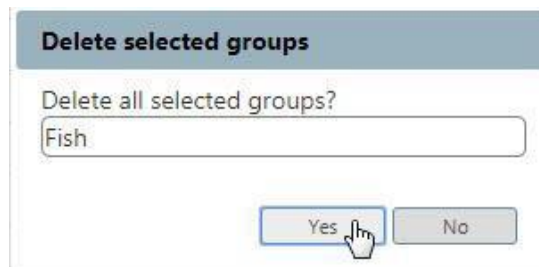 Delete selected groups
Delete all selected groups?
Fish
Yes No